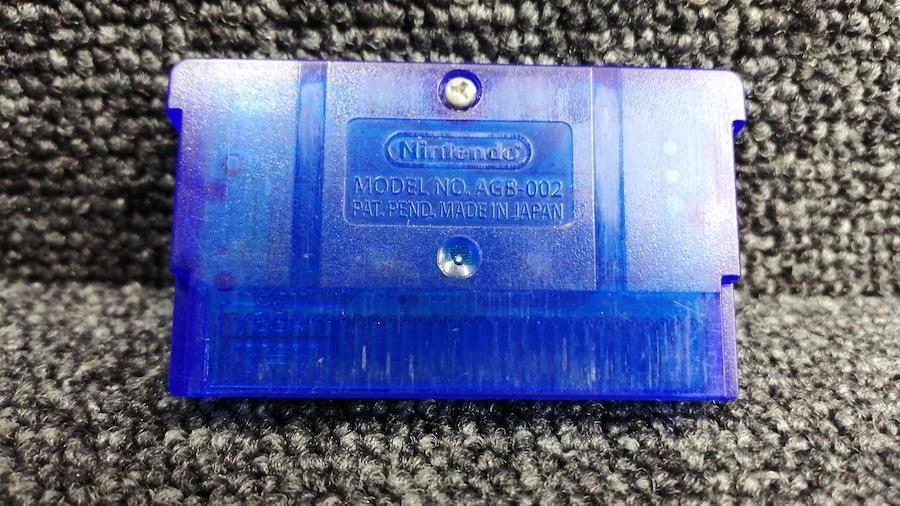 Nintendo
MODEL NO. AGB-002
PAT. PEND. MADE IN JAPAN